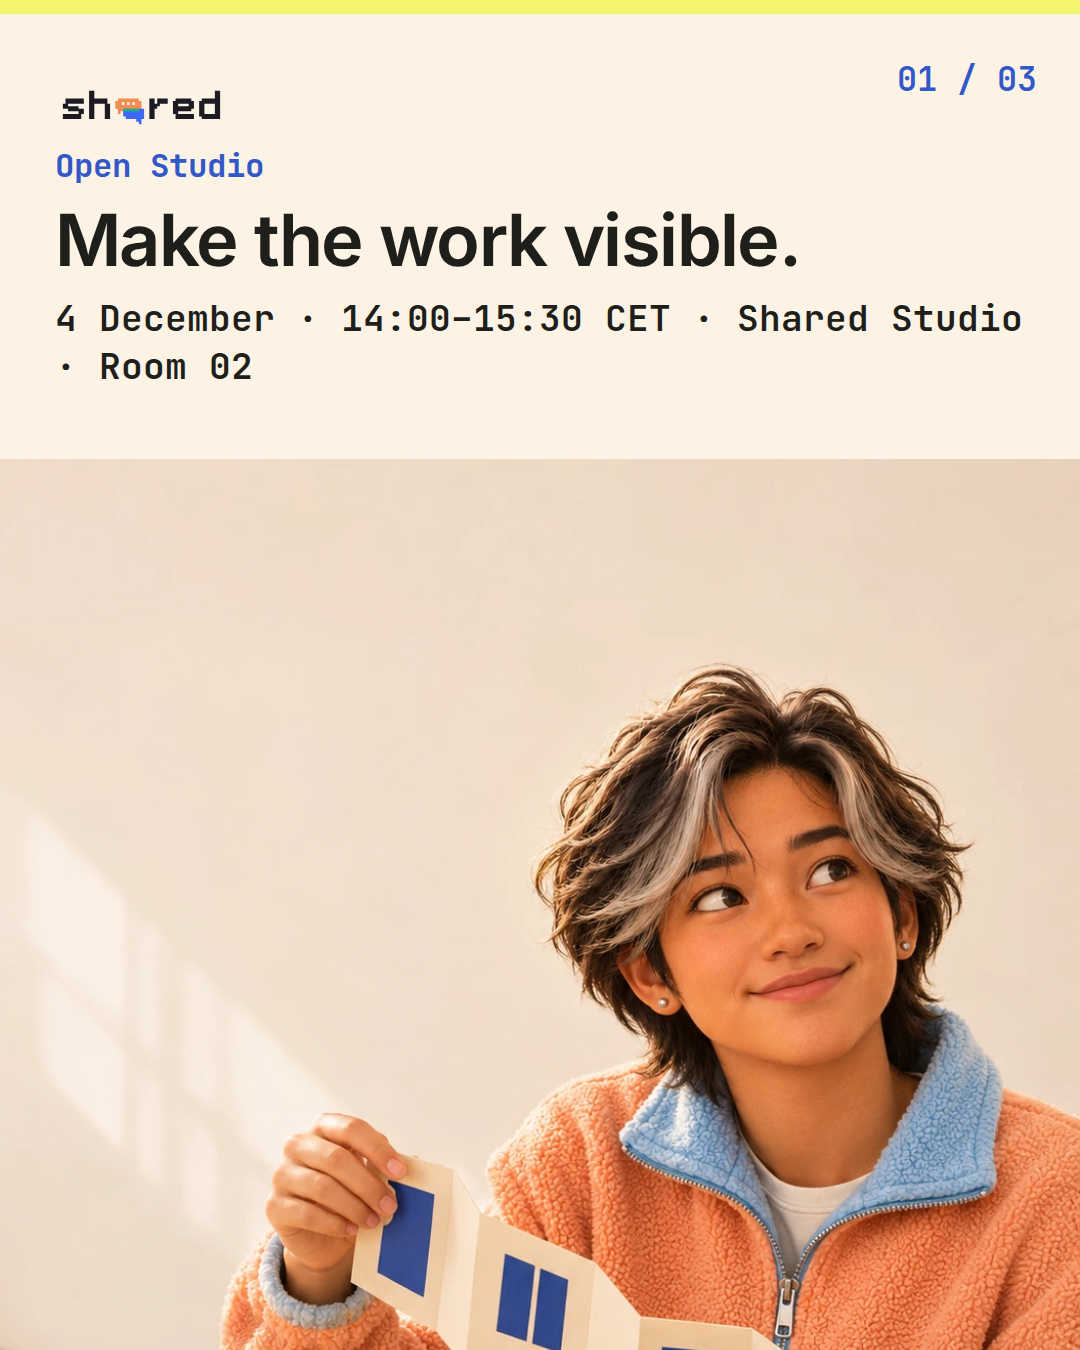 01 / 03
shared
Open Studio
Make the work visible.
4 December · 14:00–15:30 CET · Shared Studio
· Room 02